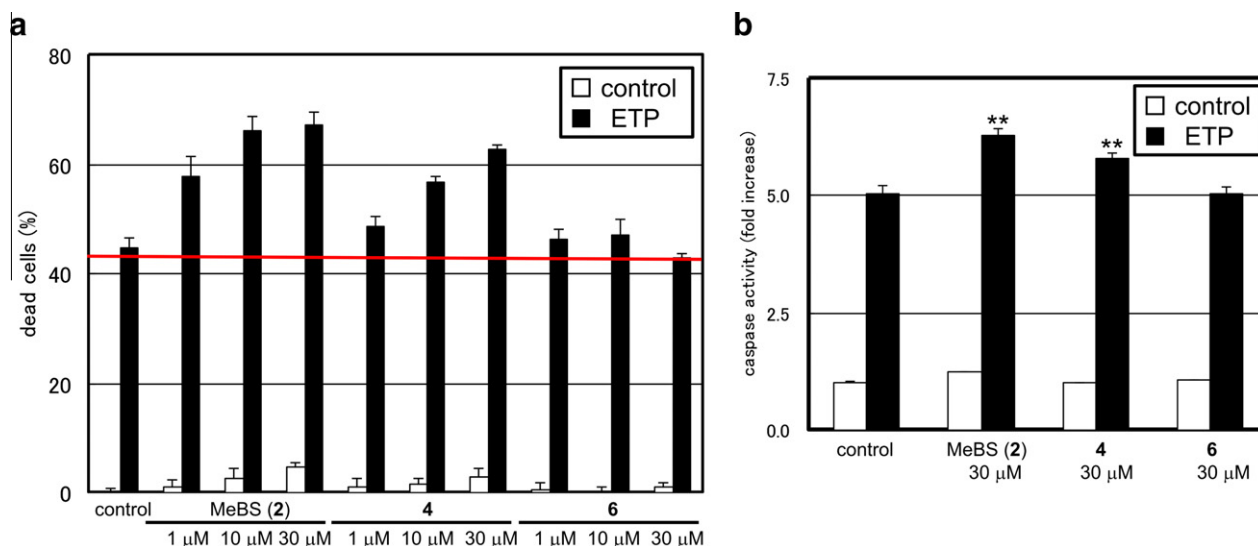 a
80
60
40
20
0
dead cells (%)
control
ETP
control MeBS (2) 4 6
1 μM 10 μM 30 μM 1 μM 10 μM 30 μM 1 μM 10 μM 30 μM
b
7.5
5.0
2.5
0.0
caspase activity (fold increase)
control
ETP
** **
control MeBS (2) 4 6
30 μM 30 μM 30 μM